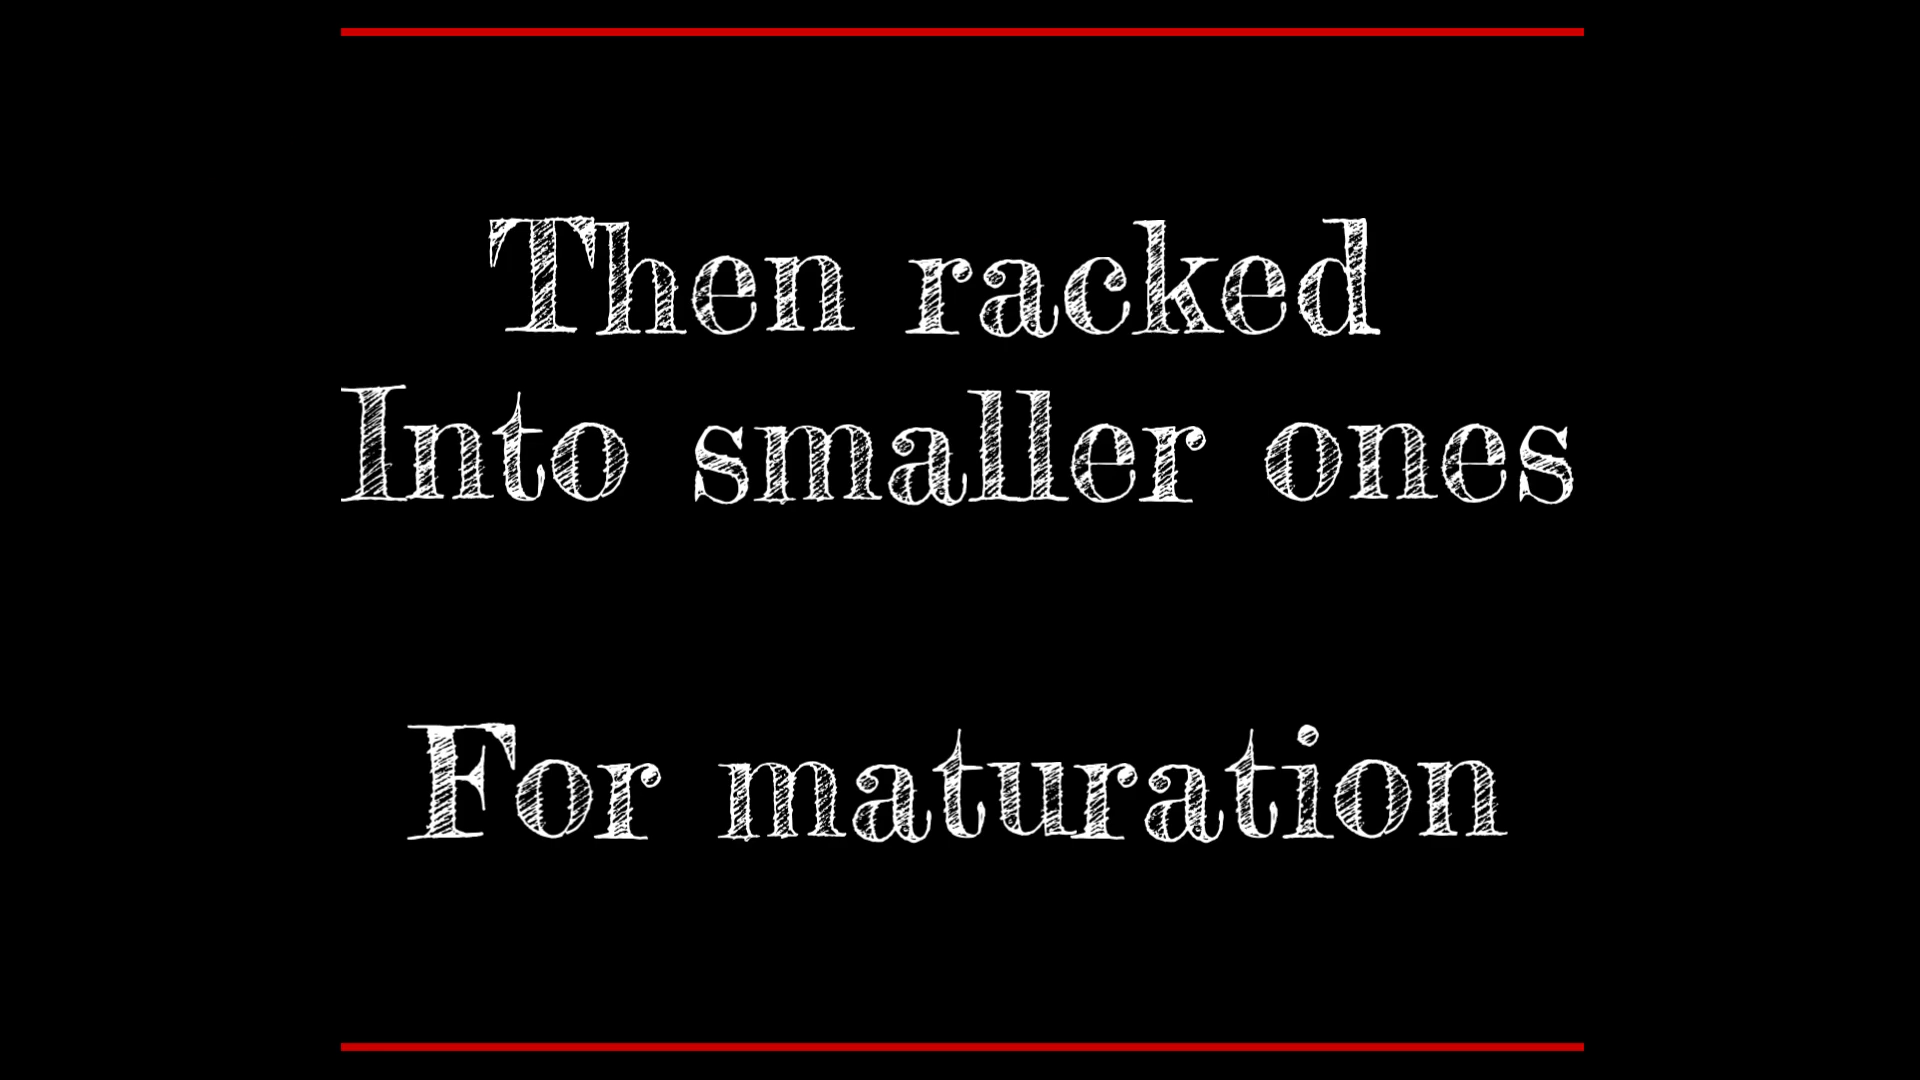 Then racked
Into smaller ones
For maturation